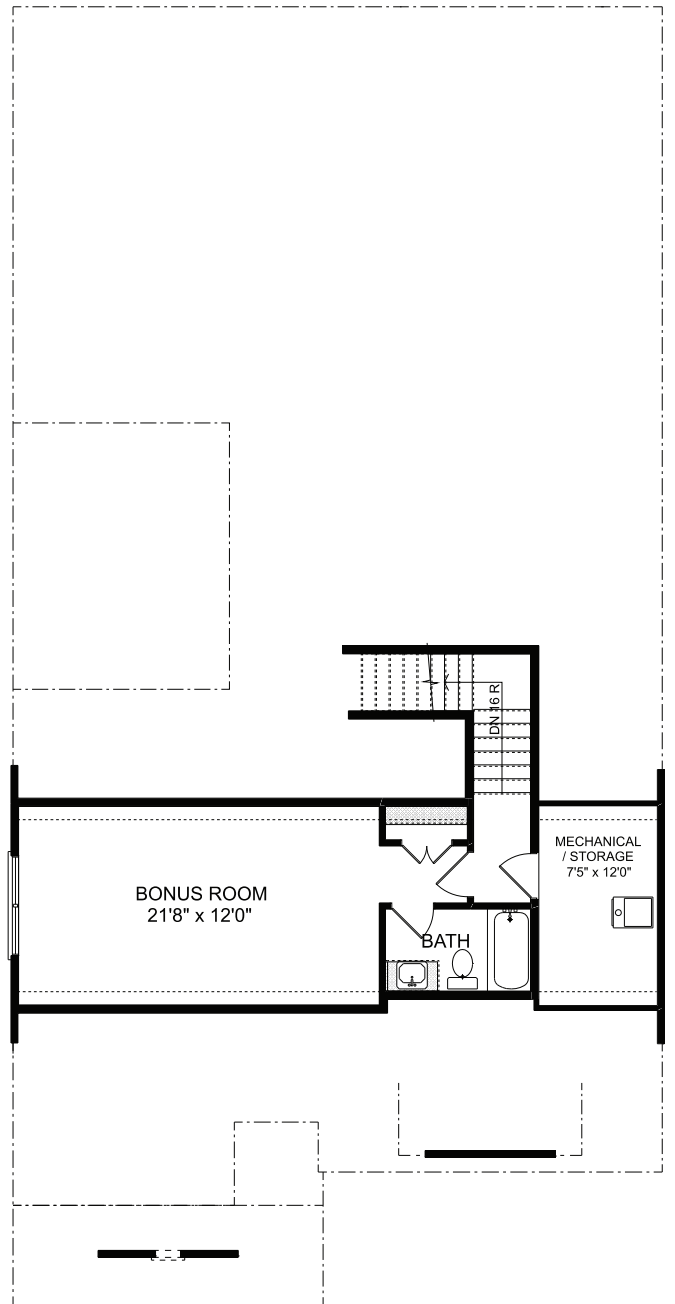 DN 16 R
MECHANICAL
/ STORAGE
7'5" x 12'0"
BONUS ROOM
21'8" x 12'0"
BATH